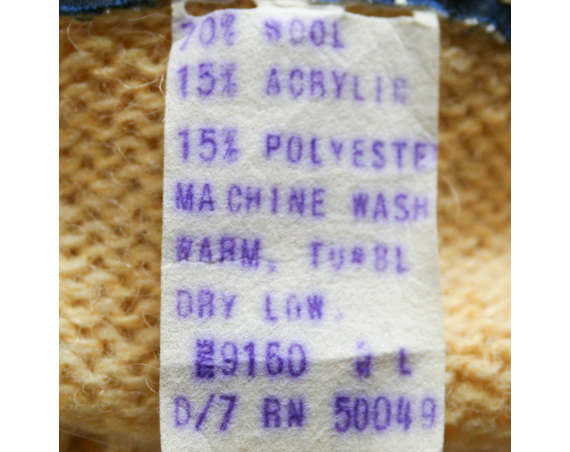 70% WOOL
15% ACRYLIC
15% POLYESTE
MACHINE WASH
WARM, TUMBL
DRY LOW.
9160 L
D/7 RN 50049